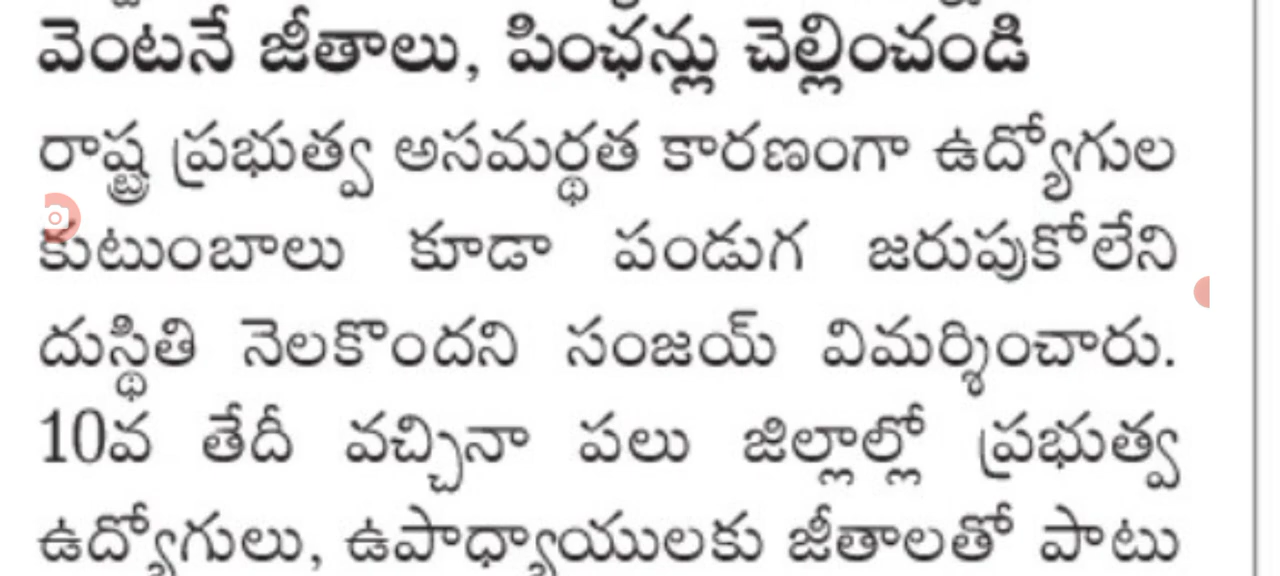 వెంటనే జీతాలు, పింఛన్లు చెల్లించండి
రాష్ట్ర ప్రభుత్వ అసమర్థత కారణంగా ఉద్యోగుల
కుటుంబాలు కూడా పండుగ జరుపుకోలేని
దుస్థితి నెలకొందని సంజయ్ విమర్శించారు.
10వ తేదీ వచ్చినా పలు జిల్లాల్లో ప్రభుత్వ
ఉద్యోగులు, ఉపాధ్యాయులకు జీతాలతో పాటు